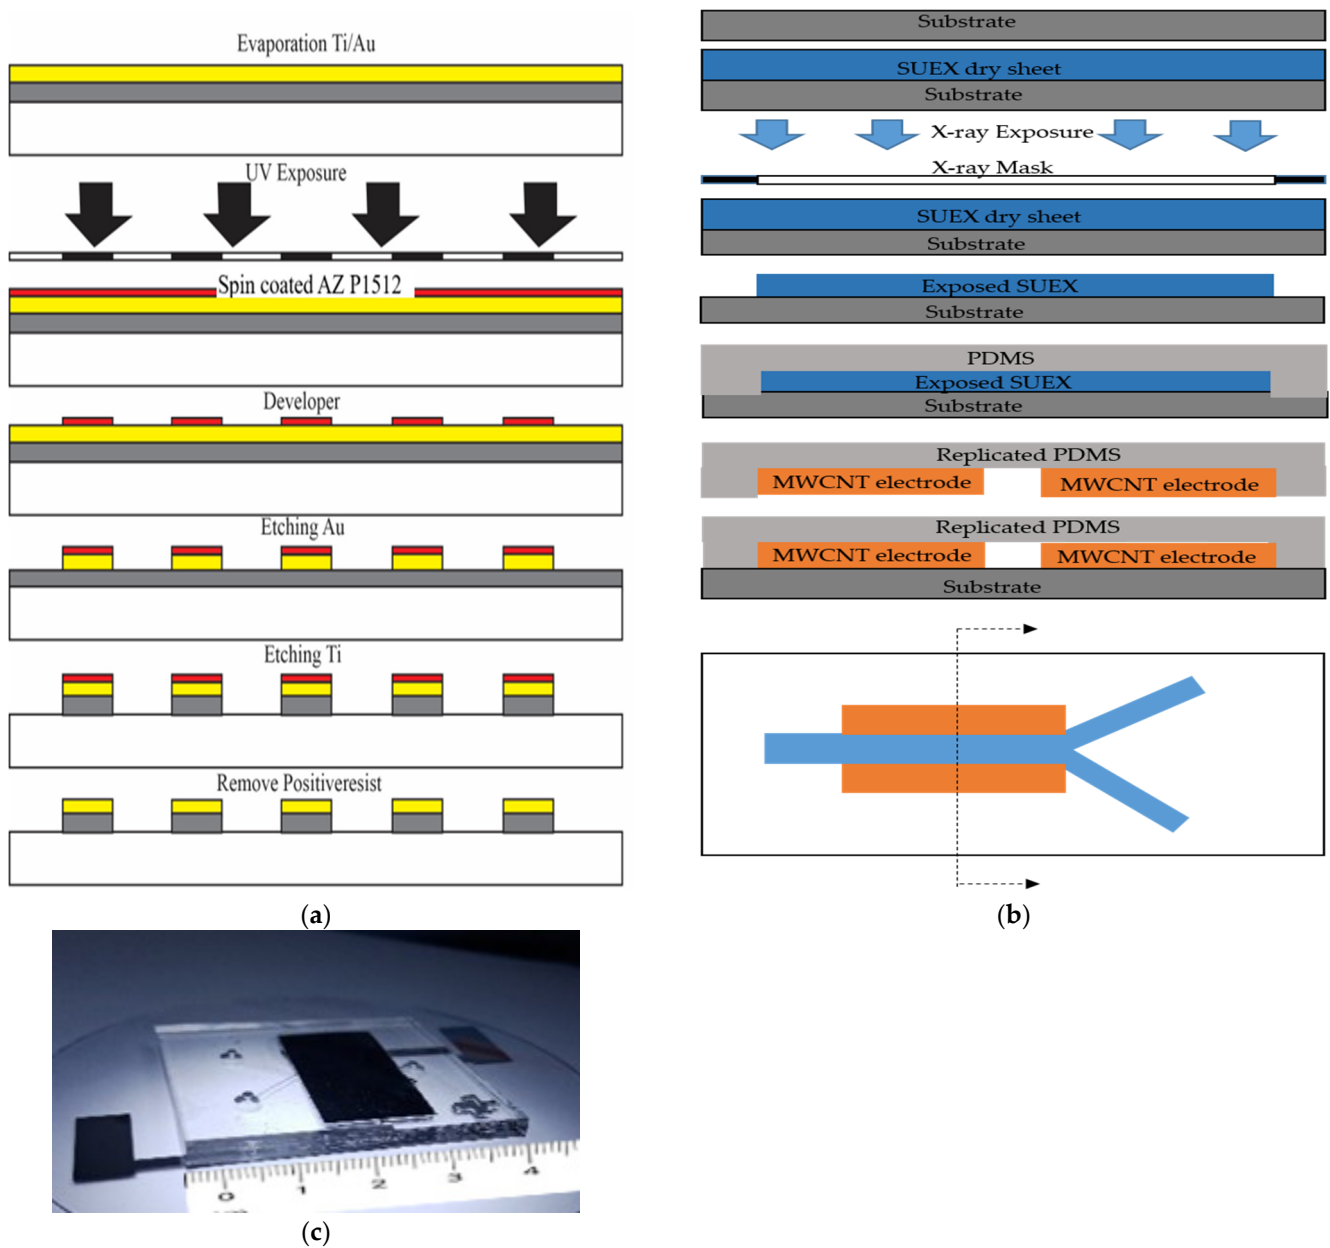 Evaporation Ti/Au
UV Exposure
Spin coated AZ P1512
Developer
Etching Au
Etching Ti
Remove Positiveresist
(a)
Substrate
SUEX dry sheet
Substrate
X-ray Exposure
X-ray Mask
SUEX dry sheet
Substrate
Exposed SUEX
Substrate
PDMS
Exposed SUEX
Substrate
Replicated PDMS
MWCNT electrode MWCNT electrode
Replicated PDMS
MWCNT electrode MWCNT electrode
Substrate
(b)
0 1 2 3 4
(c)